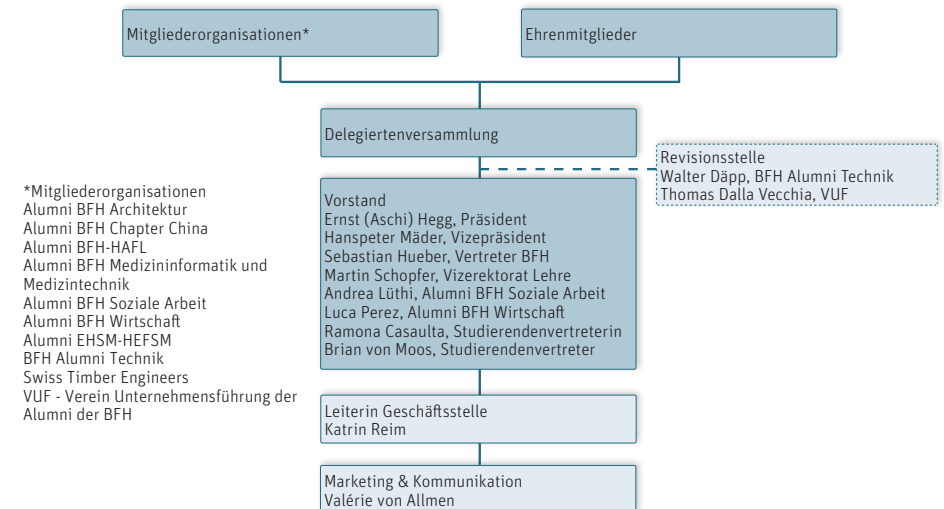 Mitgliederorganisationen*
Ehrenmitglieder
Delegiertenversammlung
Revisionsstelle
Walter Däpp, BFH Alumni Technik
Thomas Dalla Vecchia, VUF
*Mitgliederorganisationen
Alumni BFH Architektur
Alumni BFH Chapter China
Alumni BFH-HAFL
Alumni BFH Medizininformatik und
Medizintechnik
Alumni BFH Soziale Arbeit
Alumni BFH Wirtschaft
Alumni EHSM-HEFSM
BFH Alumni Technik
Swiss Timber Engineers
VUF - Verein Unternehmensführung der
Alumni der BFH
Vorstand
Ernst (Aschi) Hegg, Präsident
Hanspeter Mäder, Vizepräsident
Sebastian Hueber, Vertreter BFH
Martin Schopfer, Vizerektorat Lehre
Andrea Lüthi, Alumni BFH Soziale Arbeit
Luca Perez, Alumni BFH Wirtschaft
Ramona Casaulta, Studierendenvertreterin
Brian von Moos, Studierendenvertreter
Leiterin Geschäftsstelle
Katrin Reim
Marketing & Kommunikation
Valérie von Allmen